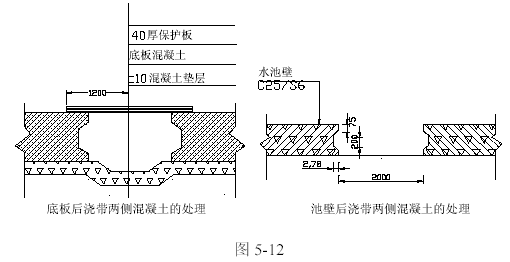 40厚保护板
底板混凝土
C10混凝土垫层
1200
水池壁
C25/S6
75
200
2,78
2000
底板后浇带两侧混凝土的处理
池壁后浇带两侧混凝土的处理
图 5-12